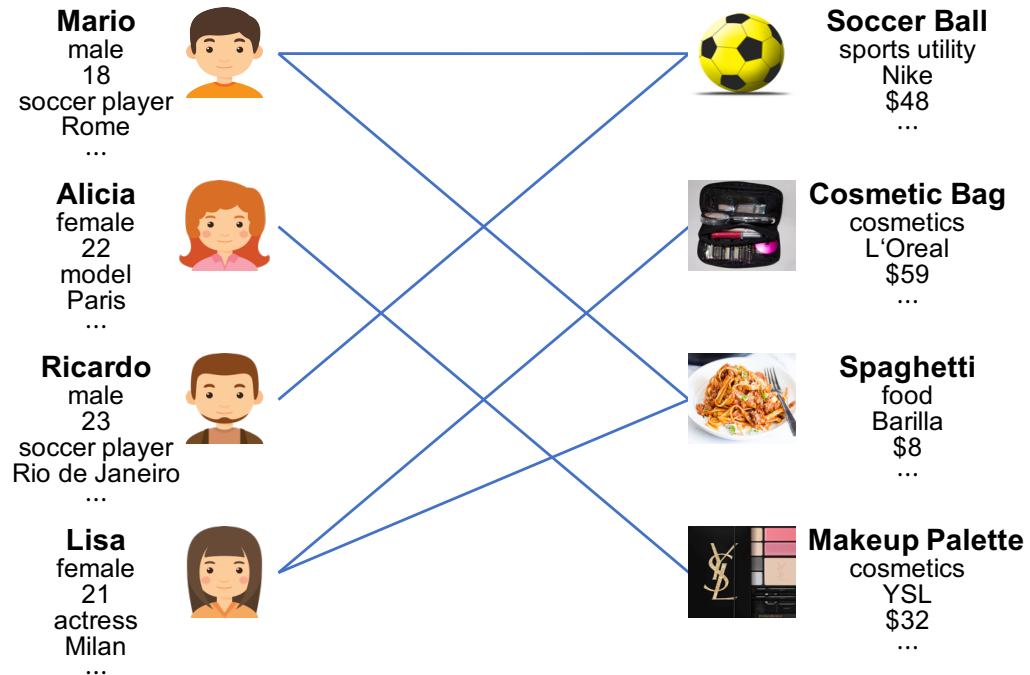 Mario
male
18
soccer player
Rome
...
Alicia
female
22
model
Paris
...
Ricardo
male
23
soccer player
Rio de Janeiro
...
Lisa
female
21
actress
Milan
...
Soccer Ball
sports utility
Nike
$48
...
Cosmetic Bag
cosmetics
L‘Oreal
$59
...
Spaghetti
food
Barilla
$8
...
YSL
Makeup Palette
cosmetics
YSL
$32
...